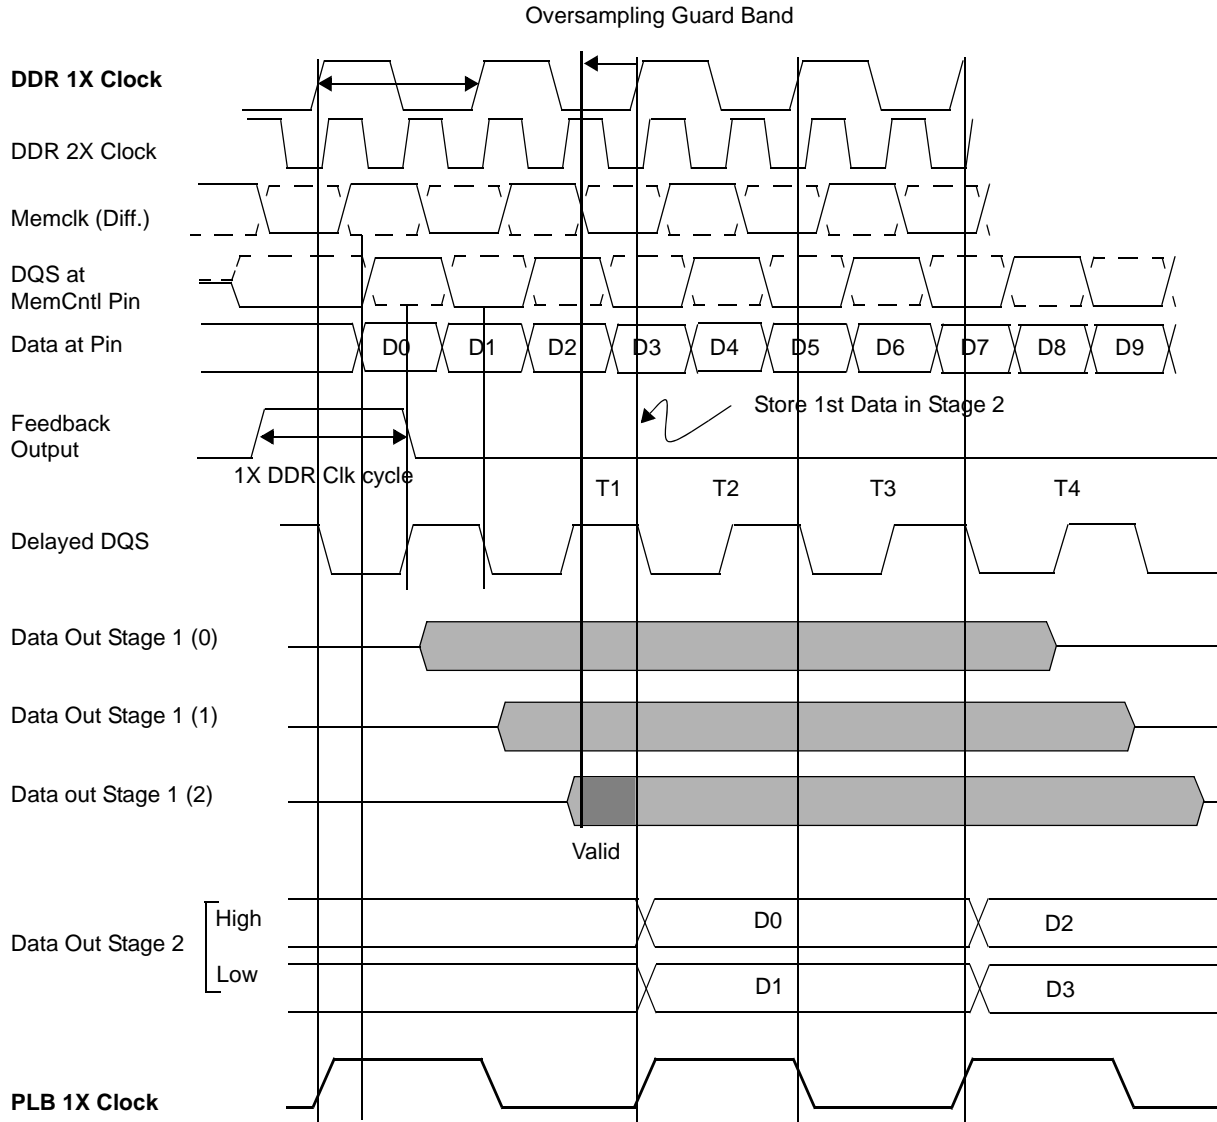 Oversampling Guard Band
DDR 1X Clock
DDR 2X Clock
Memclk (Diff.)
DQS at
MemCntl Pin
Data at Pin
D0 D1 D2 D3 D4 D5 D6 D7 D8 D9
Store 1st Data in Stage 2
Feedback
Output
1X DDR Clk cycle
T1 T2 T3 T4
Delayed DQS
Data Out Stage 1 (0)
Data Out Stage 1 (1)
Data out Stage 1 (2)
Valid
High
D0 D2
Data Out Stage 2
Low
D1 D3
PLB 1X Clock